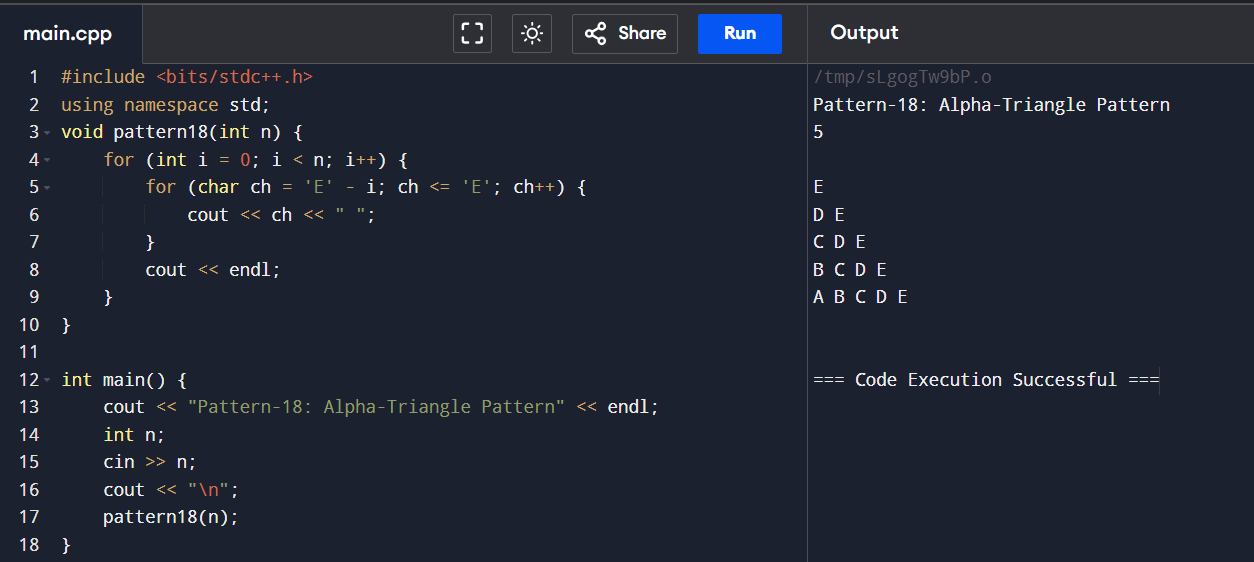 main.cpp
Share
Run
Output
1 #include <bits/stdc++.h>
2 using namespace std;
3 void pattern18(int n) {
4     for (int i = 0; i < n; i++) {
5         for (char ch = 'E' - i; ch <= 'E'; ch++) {
6             cout << ch << " ";
7         }
8         cout << endl;
9     }
10 }
11
12 int main() {
13     cout << "Pattern-18: Alpha-Triangle Pattern" << endl;
14     int n;
15     cin >> n;
16     cout << "\n";
17     pattern18(n);
18 }
/tmp/sLgogTw9bP.o
Pattern-18: Alpha-Triangle Pattern
5
E
D E
C D E
B C D E
A B C D E
=== Code Execution Successful ===